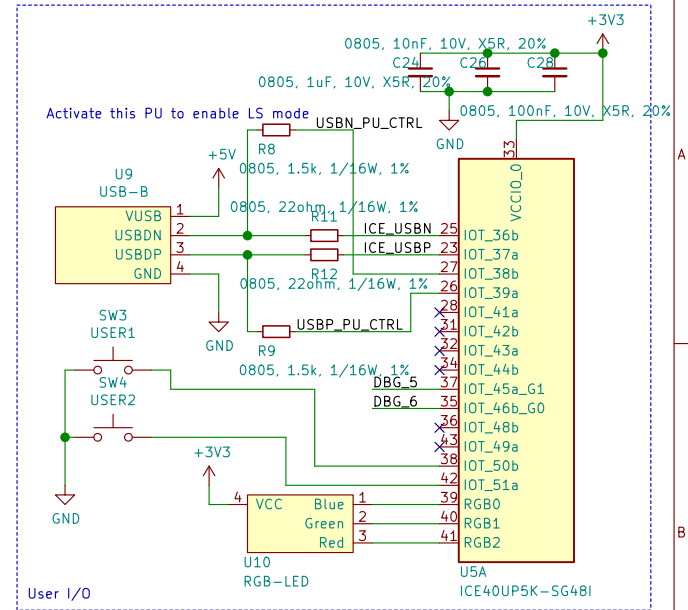 +3V3
0805, 10nF, 10V, X5R, 20%
C24
C26
C28
0805, 1uF, 10V, X5R, 20%
0805, 100nF, 10V, X5R, 20%
GND
Activate this PU to enable LS mode
USBN_PU_CTRL
R8
0805, 1.5k, 1/16W, 1%
+5V
U9
USB-B
VUSB 1
USBDN 2
USBDP 3
GND 4
0805, 22ohm, 1/16W, 1%
R11
ICE_USBN
ICE_USBP
R12
0805, 22ohm, 1/16W, 1%
GND
USBP_PU_CTRL
R9
0805, 1.5k, 1/16W, 1%
33
VCCIO_0
25 IOT_36b
23 IOT_37a
27 IOT_38b
26 IOT_39a
28 IOT_41a
31 IOT_42b
32 IOT_43a
34 IOT_44b
DBG_5 37 IOT_45a_G1
DBG_6 35 IOT_46b_G0
36 IOT_48b
43 IOT_49a
38 IOT_50b
42 IOT_51a
39 RGB0
40 RGB1
41 RGB2
U5A
ICE40UP5K-SG48I
SW3
USER1
SW4
USER2
GND
+3V3
4 VCC
Blue 1
Green 2
Red 3
U10
RGB-LED
User I/O
A
B